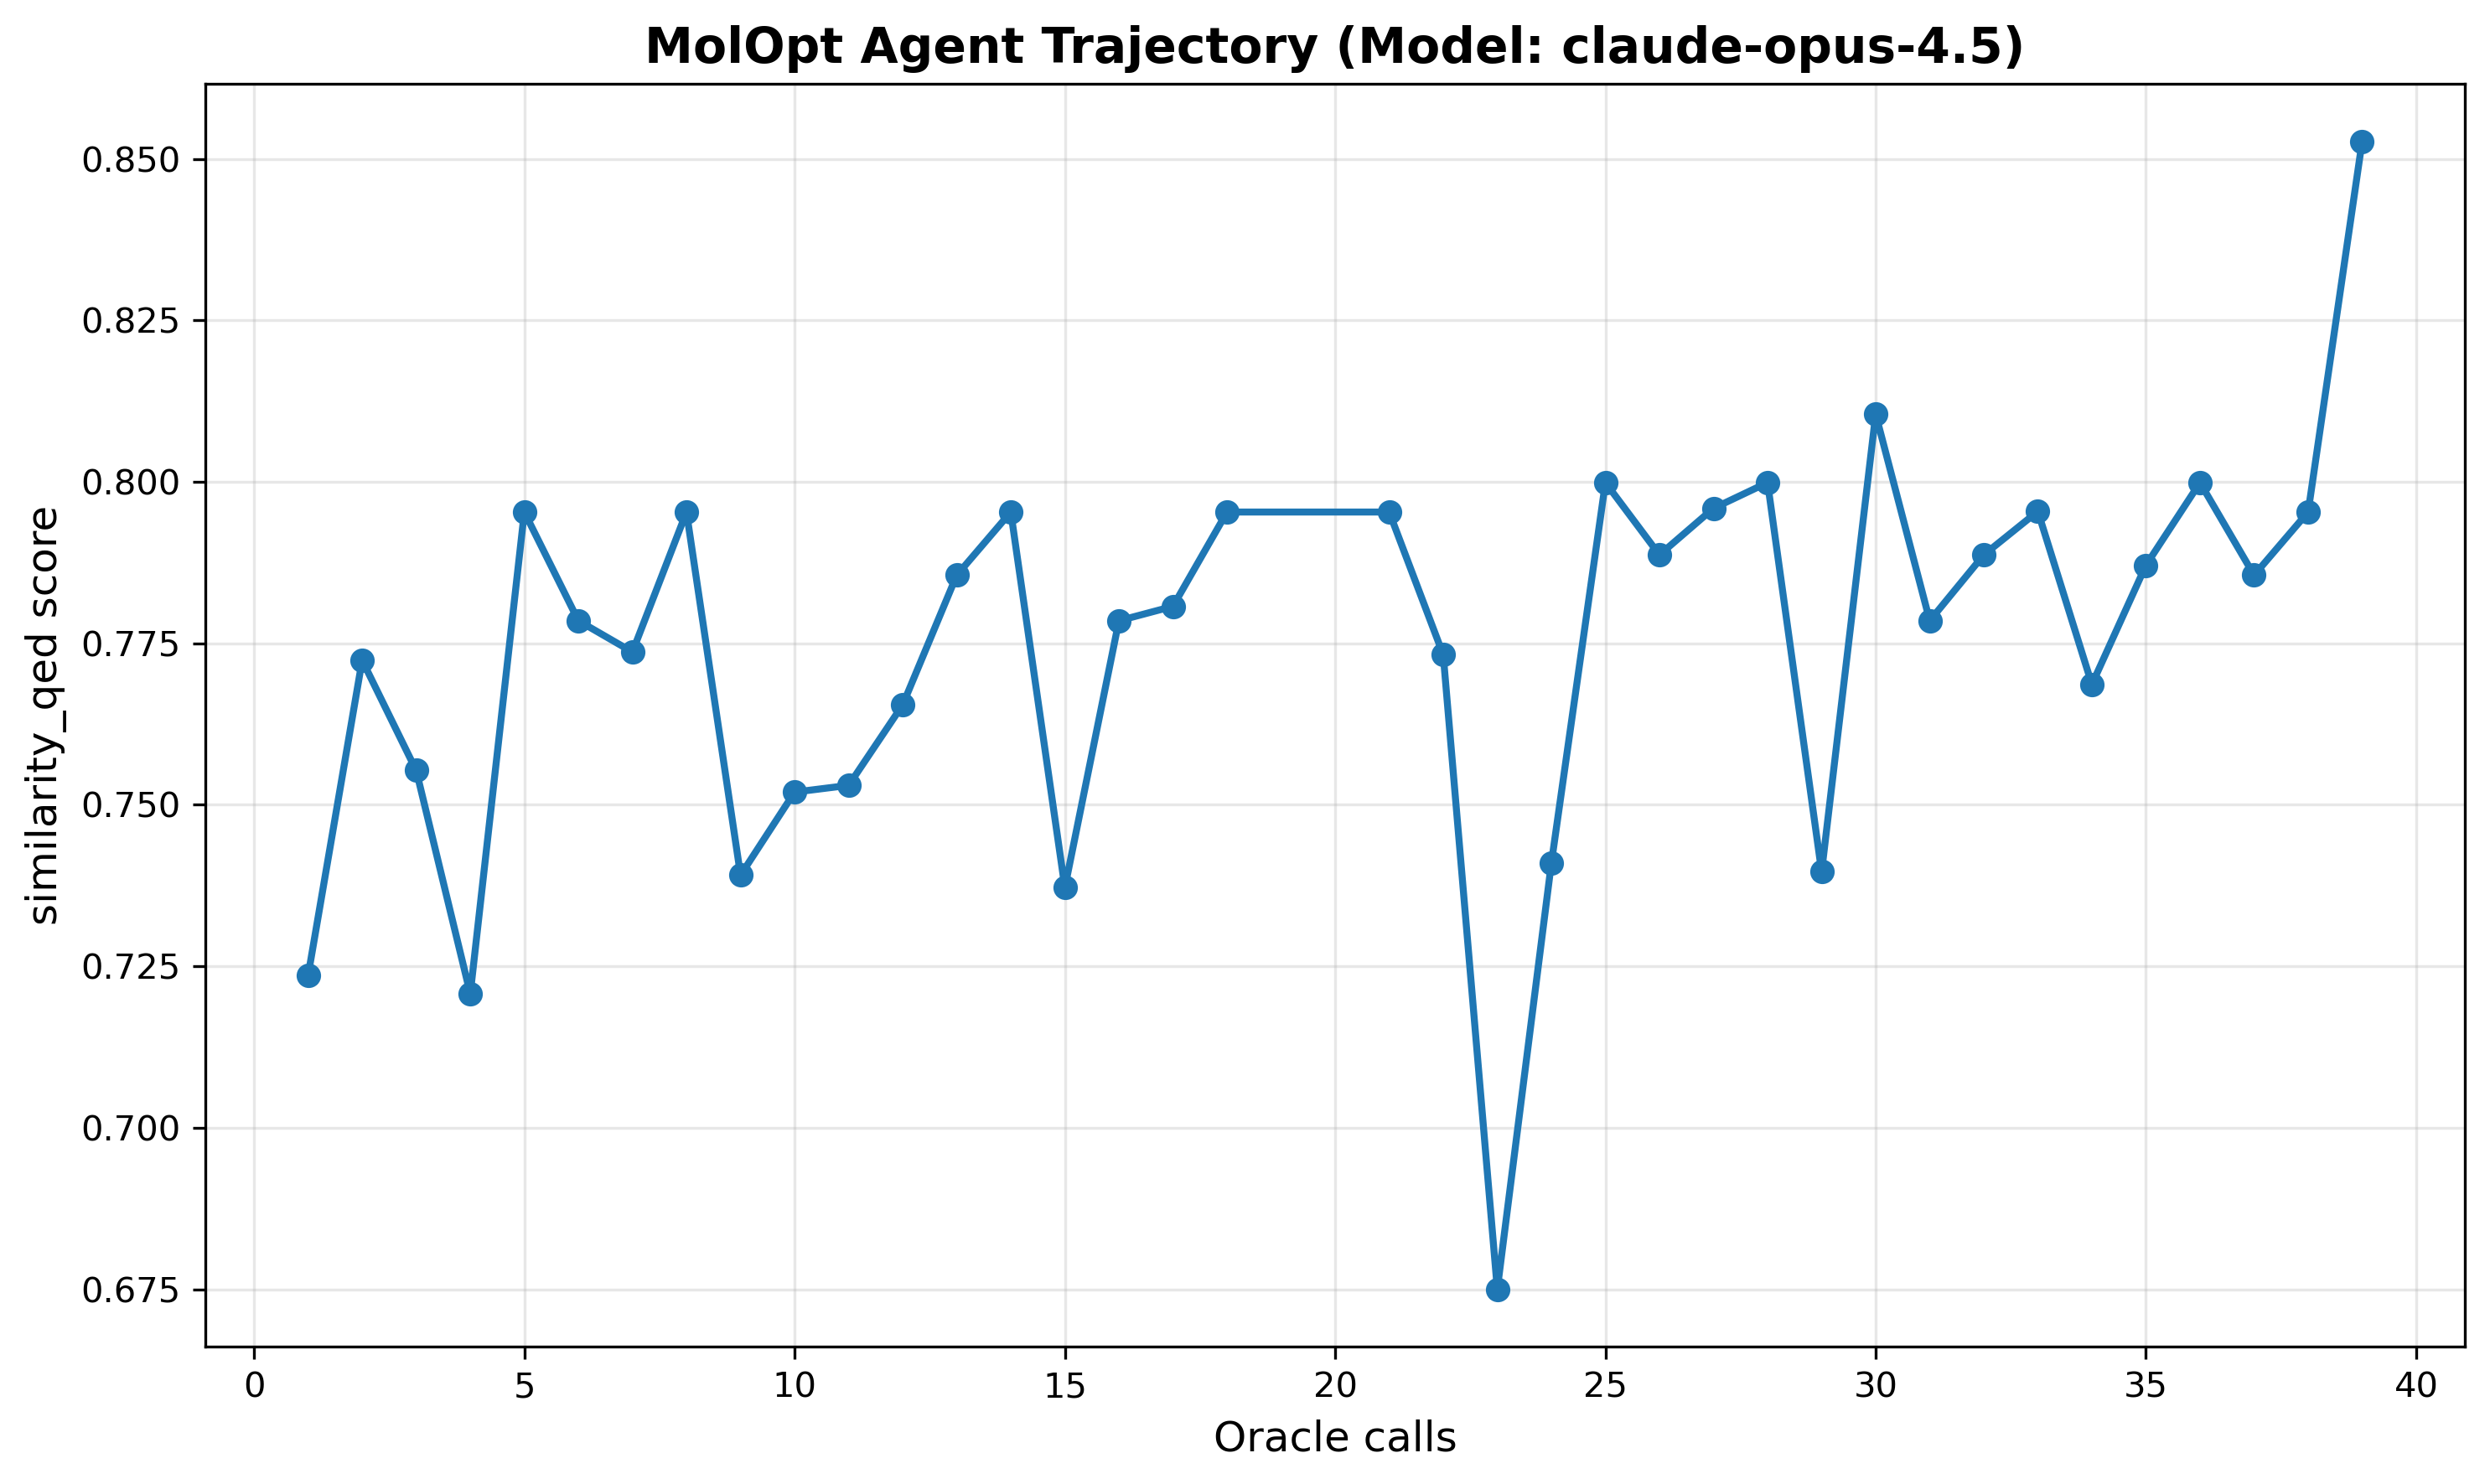 MolOpt Agent Trajectory (Model: claude-opus-4.5)
similarity_qed score
0.850
0.825
0.800
0.775
0.750
0.725
0.700
0.675
0 5 10 15 20 25 30 35 40
Oracle calls